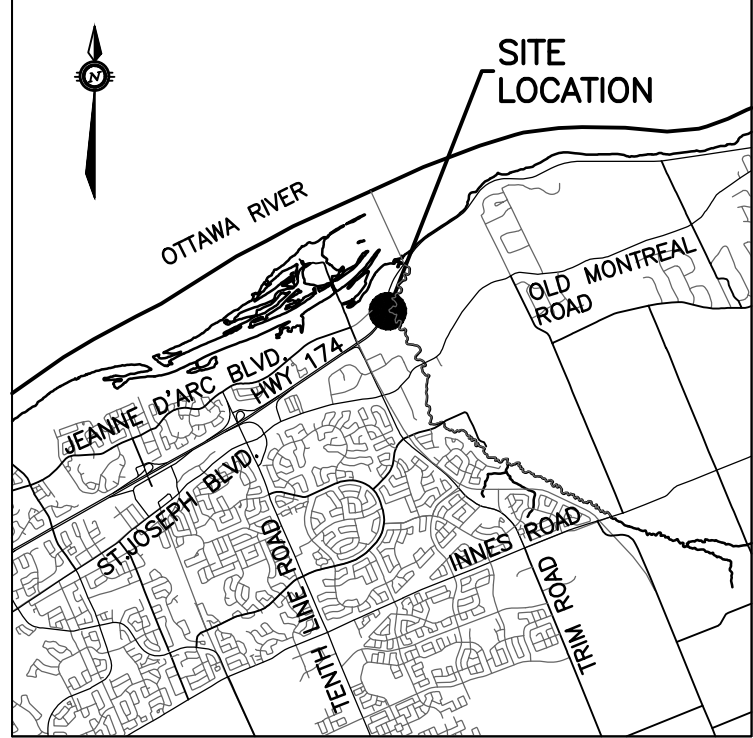 SITE
LOCATION
N
OTTAWA RIVER
OLD MONTREAL
ROAD
JEANNE D'ARC BLVD.
HWY 174
ST.JOSEPH BLVD.
TENTH LINE ROAD
INNES ROAD
TRIM ROAD